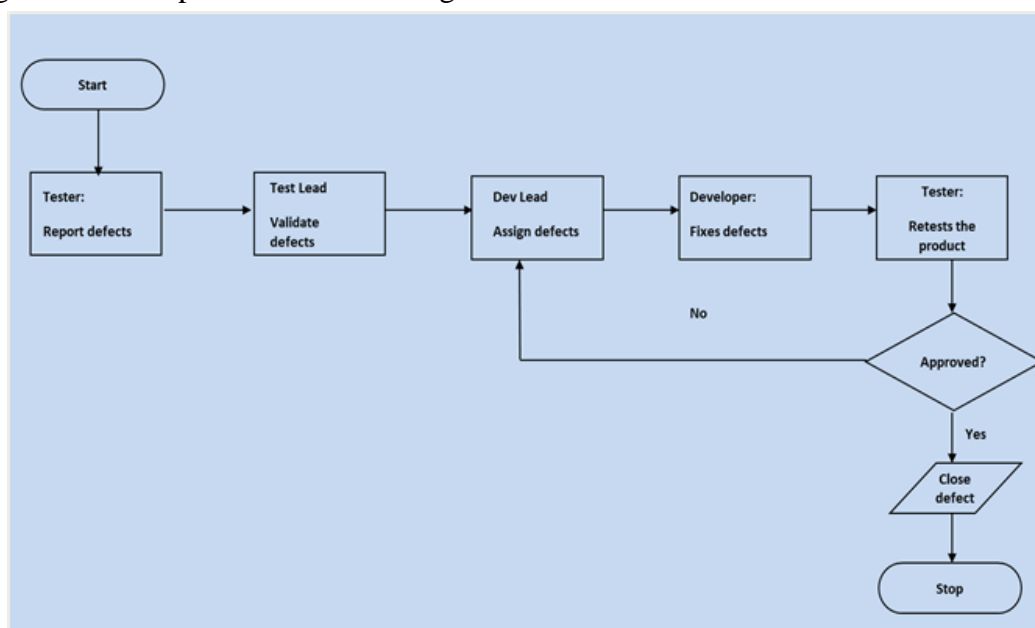 Start
Tester:
Report defects
Test Lead
Validate
defects
Dev Lead
Assign defects
Developer:
Fixes defects
Tester:
Retests the
product
No
Approved?
Yes
Close
defect
Stop